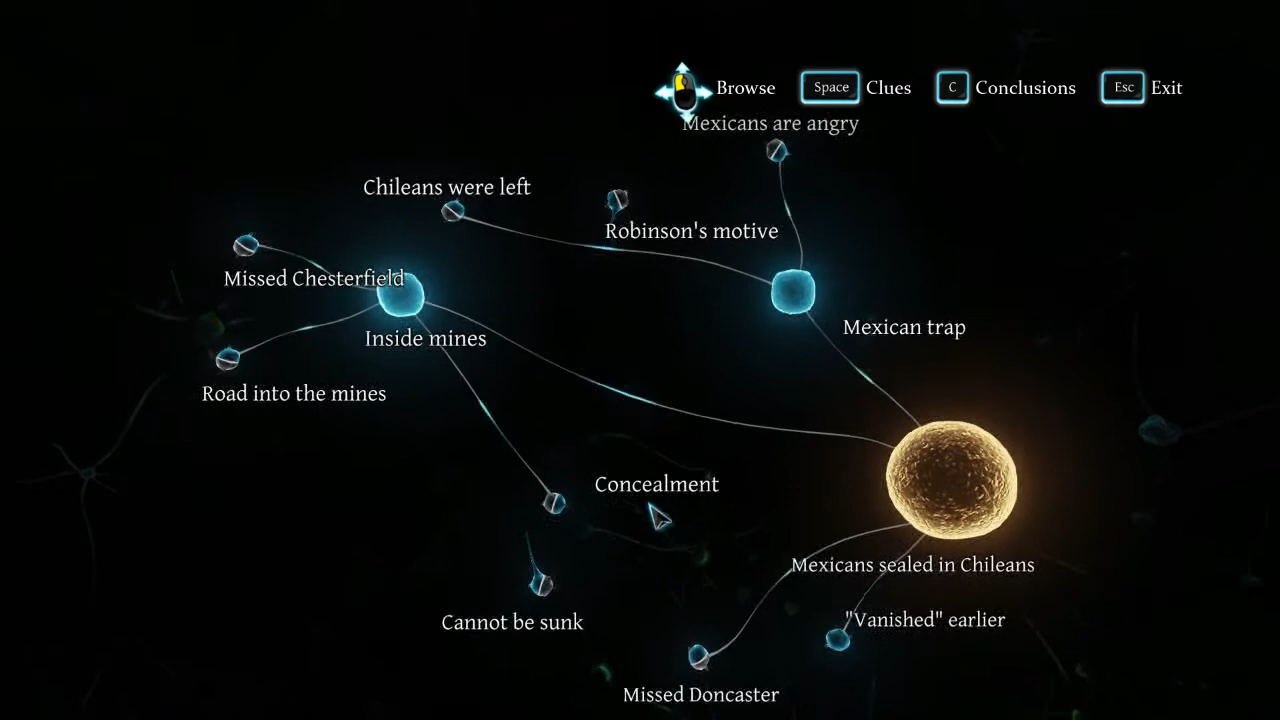 Browse
Space
Clues
C
Conclusions
Esc
Exit
Mexicans are angry
Chileans were left
Robinson's motive
Missed Chesterfield
Mexican trap
Inside mines
Road into the mines
Concealment
Mexicans sealed in Chileans
"Vanished" earlier
Cannot be sunk
Missed Doncaster